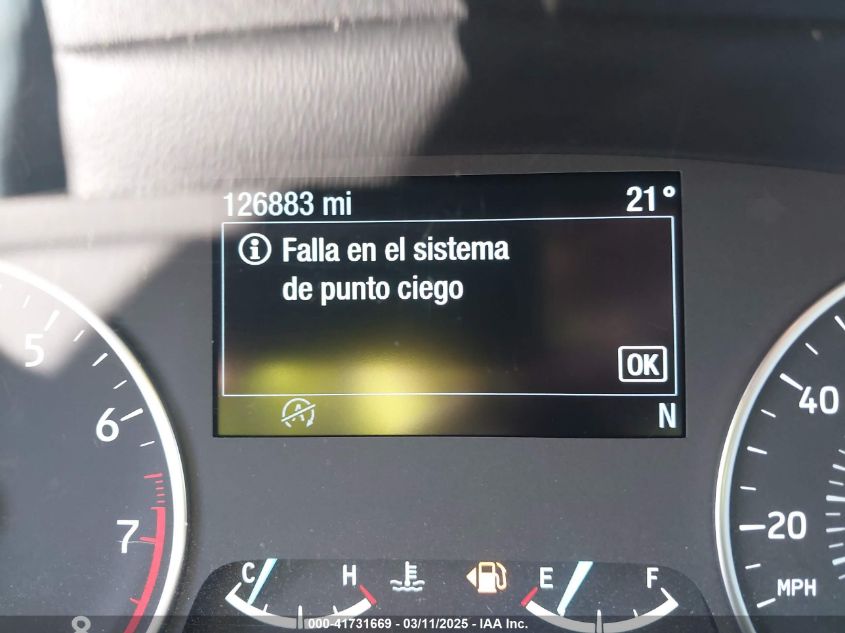 126883 mi 21°
Falla en el sistema
de punto ciego
OK
A N
5
6
7
8
40
20
MPH
C H E F
000-41731669 - 03/11/2025 - IAA Inc.